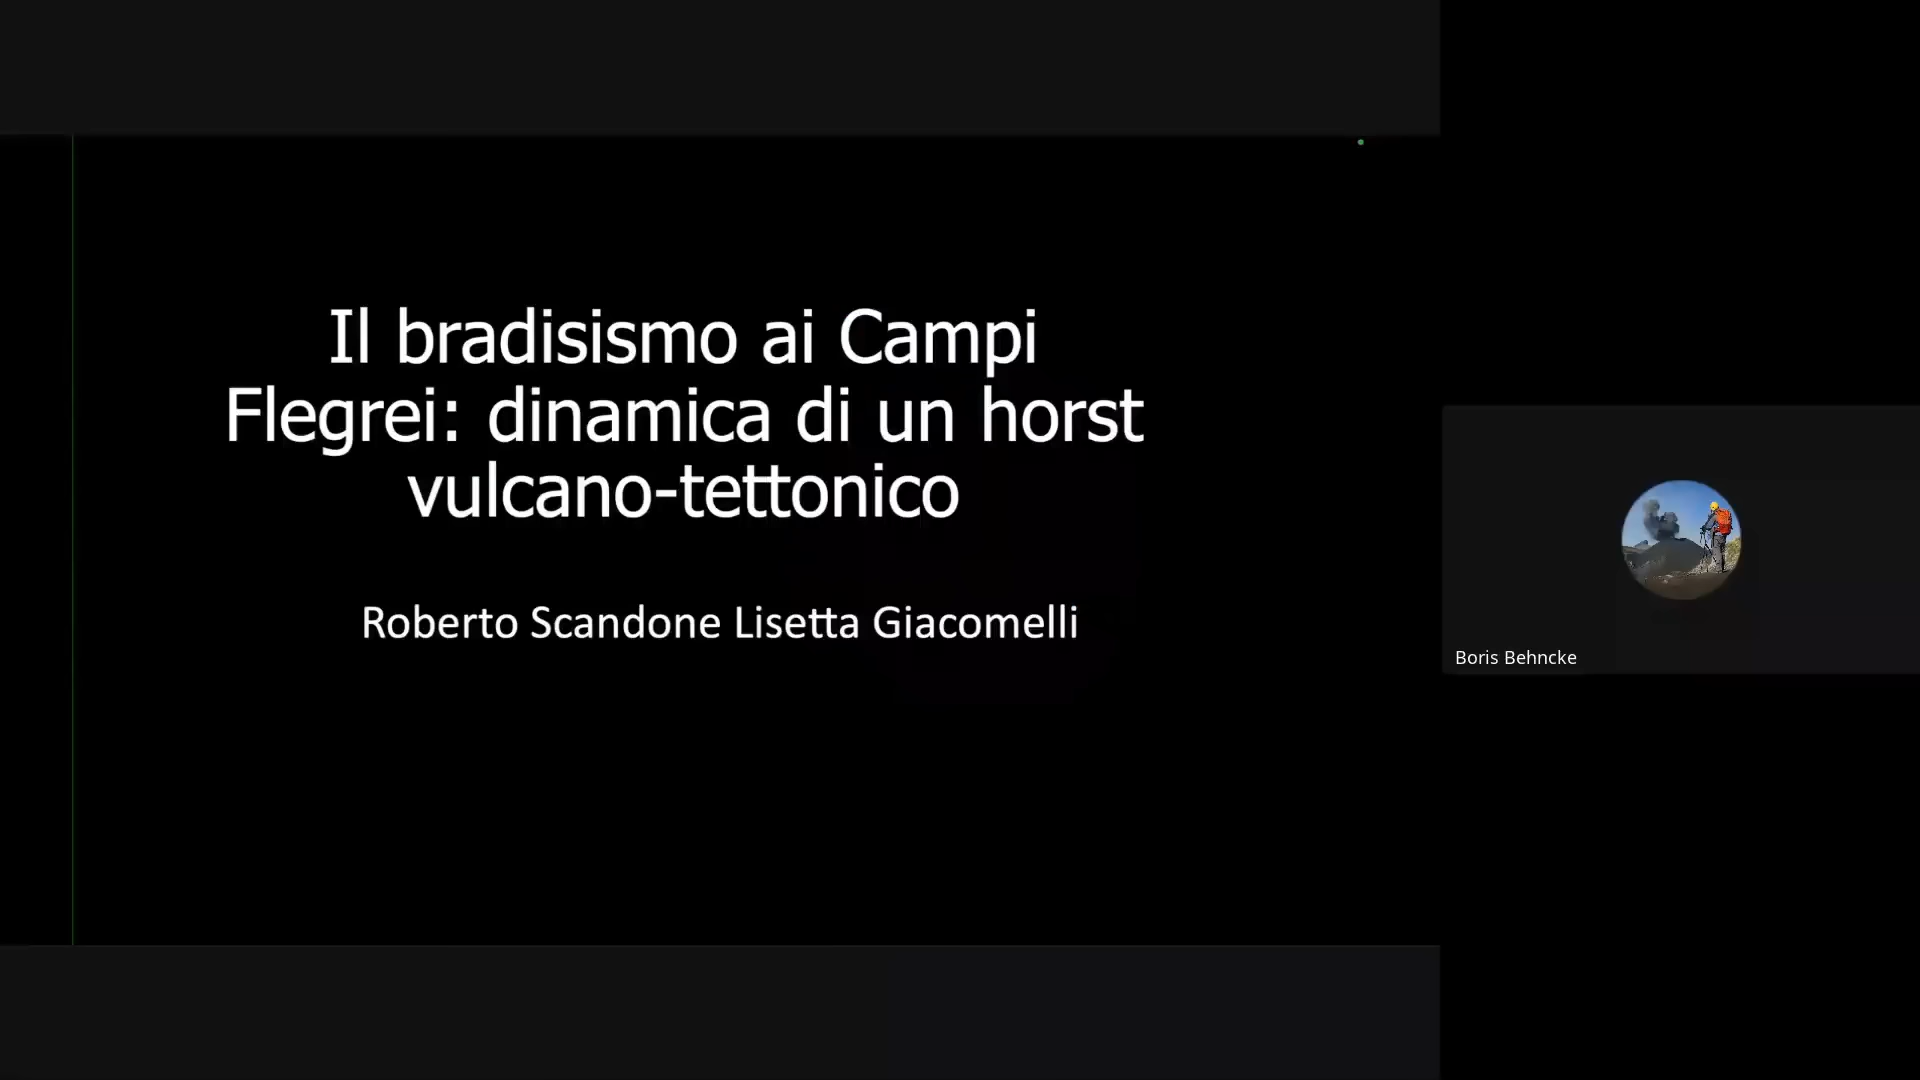 Il bradisismo ai Campi
Flegrei: dinamica di un horst
vulcano-tettonico
Roberto Scandone Lisetta Giacomelli
Boris Behncke